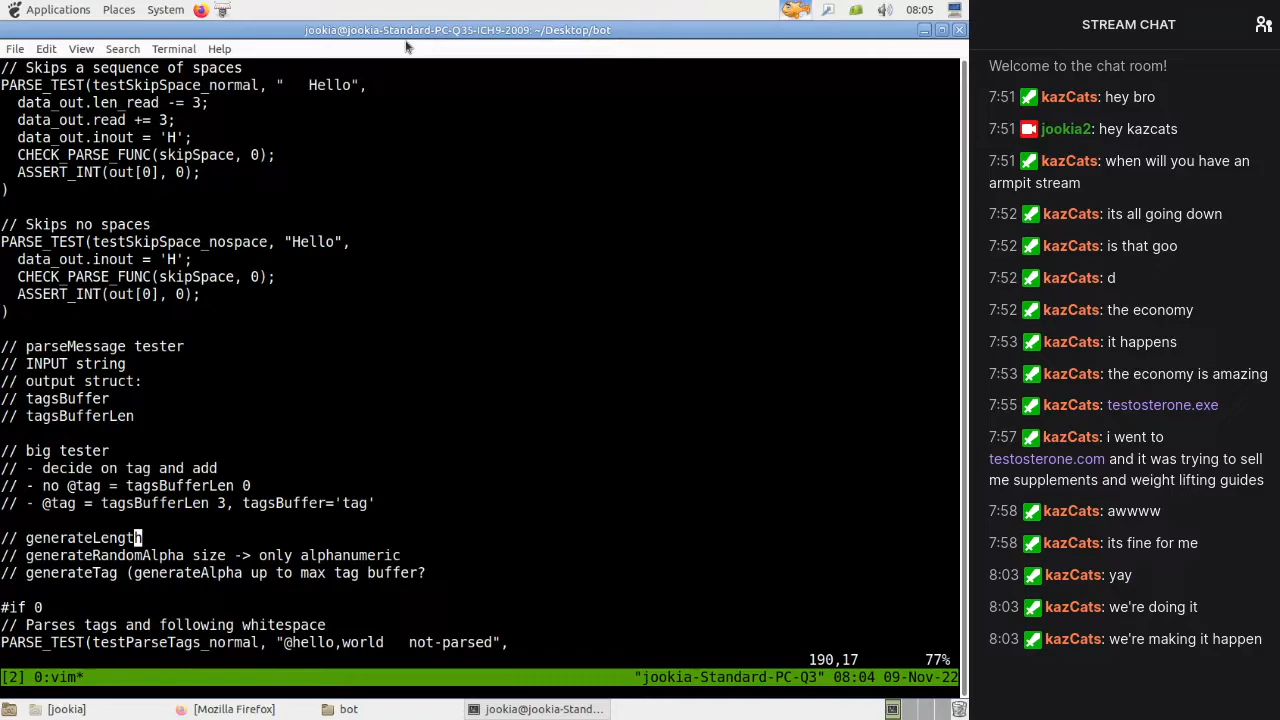 Applications Places System 08:05
jookia@jookia-Standard-PC-Q35-ICH9-2009: ~/Desktop/bot
File Edit View Search Terminal Help
// Skips a sequence of spaces
PARSE_TEST(testSkipSpace_normal, "   Hello",
  data_out.len_read -= 3;
  data_out.read += 3;
  data_out.inout = 'H';
  CHECK_PARSE_FUNC(skipSpace, 0);
  ASSERT_INT(out[0], 0);
)
// Skips no spaces
PARSE_TEST(testSkipSpace_nospace, "Hello",
  data_out.inout = 'H';
  CHECK_PARSE_FUNC(skipSpace, 0);
  ASSERT_INT(out[0], 0);
)
// parseMessage tester
// INPUT string
// output struct:
// tagsBuffer
// tagsBufferLen
// big tester
// - decide on tag and add
// - no @tag = tagsBufferLen 0
// - @tag = tagsBufferLen 3, tagsBuffer='tag'
// generateLength
// generateRandomAlpha size -> only alphanumeric
// generateTag (generateAlpha up to max tag buffer?
#if 0
// Parses tags and following whitespace
PARSE_TEST(testParseTags_normal, "@hello,world   not-parsed",
190,17 77%
[2] 0:vim* "jookia-Standard-PC-Q3" 08:04 09-Nov-22
[jookia] [Mozilla Firefox] bot jookia@jookia-Stand...
STREAM CHAT
Welcome to the chat room!
7:51 kazCats: hey bro
7:51 jookia2: hey kazcats
7:51 kazCats: when will you have an
armpit stream
7:52 kazCats: its all going down
7:52 kazCats: is that goo
7:52 kazCats: d
7:52 kazCats: the economy
7:53 kazCats: it happens
7:53 kazCats: the economy is amazing
7:55 kazCats: testosterone.exe
7:57 kazCats: i went to
testosterone.com and it was trying to sell
me supplements and weight lifting guides
7:58 kazCats: awwww
7:58 kazCats: its fine for me
8:03 kazCats: yay
8:03 kazCats: we're doing it
8:03 kazCats: we're making it happen